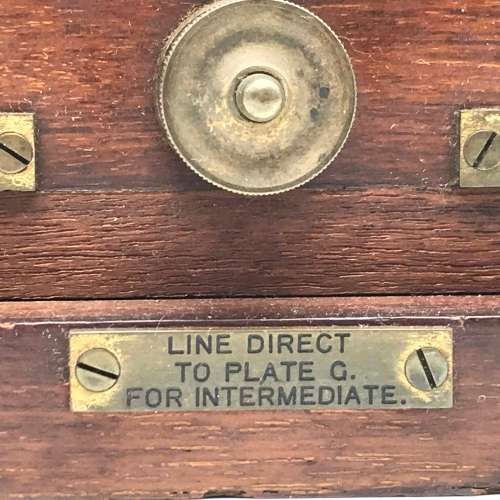 LINE DIRECT
TO PLATE G.
FOR INTERMEDIATE.